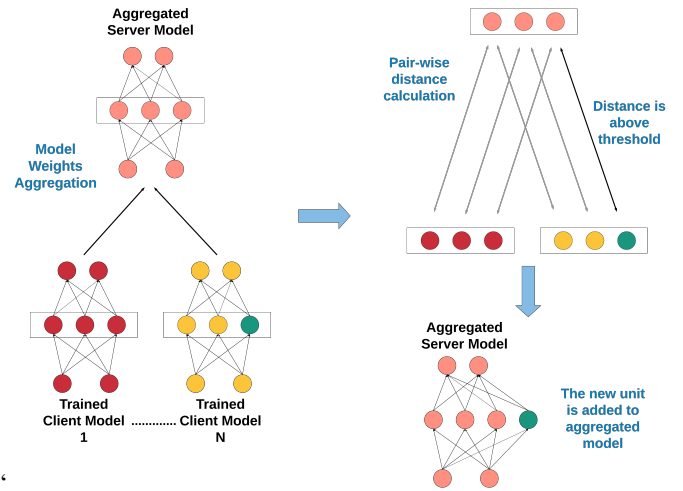 Aggregated
Server Model
Model
Weights
Aggregation
Trained
Client Model
1
.............
Trained
Client Model
N
Pair-wise
distance
calculation
Distance is
above
threshold
Aggregated
Server Model
The new unit
is added to
aggregated
model
‘